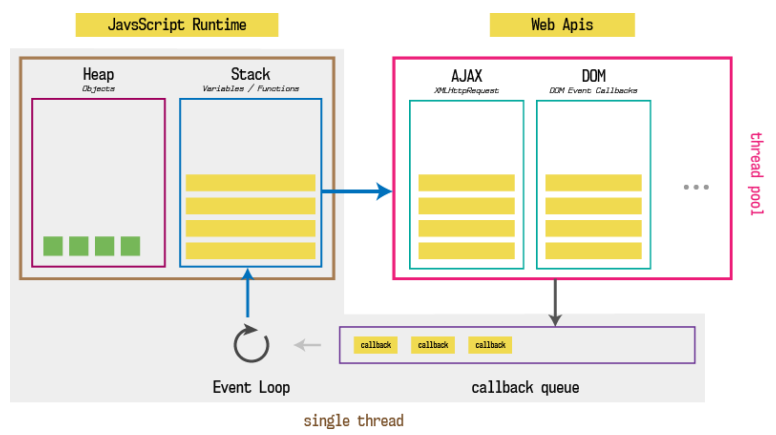 JavsScript Runtime
Web Apis
Heap
Objects
Stack
Variables / Functions
AJAX
XMLHttpRequest
DOM
DOM Event Callbacks
thread pool
callback
callback
callback
Event Loop
callback queue
single thread